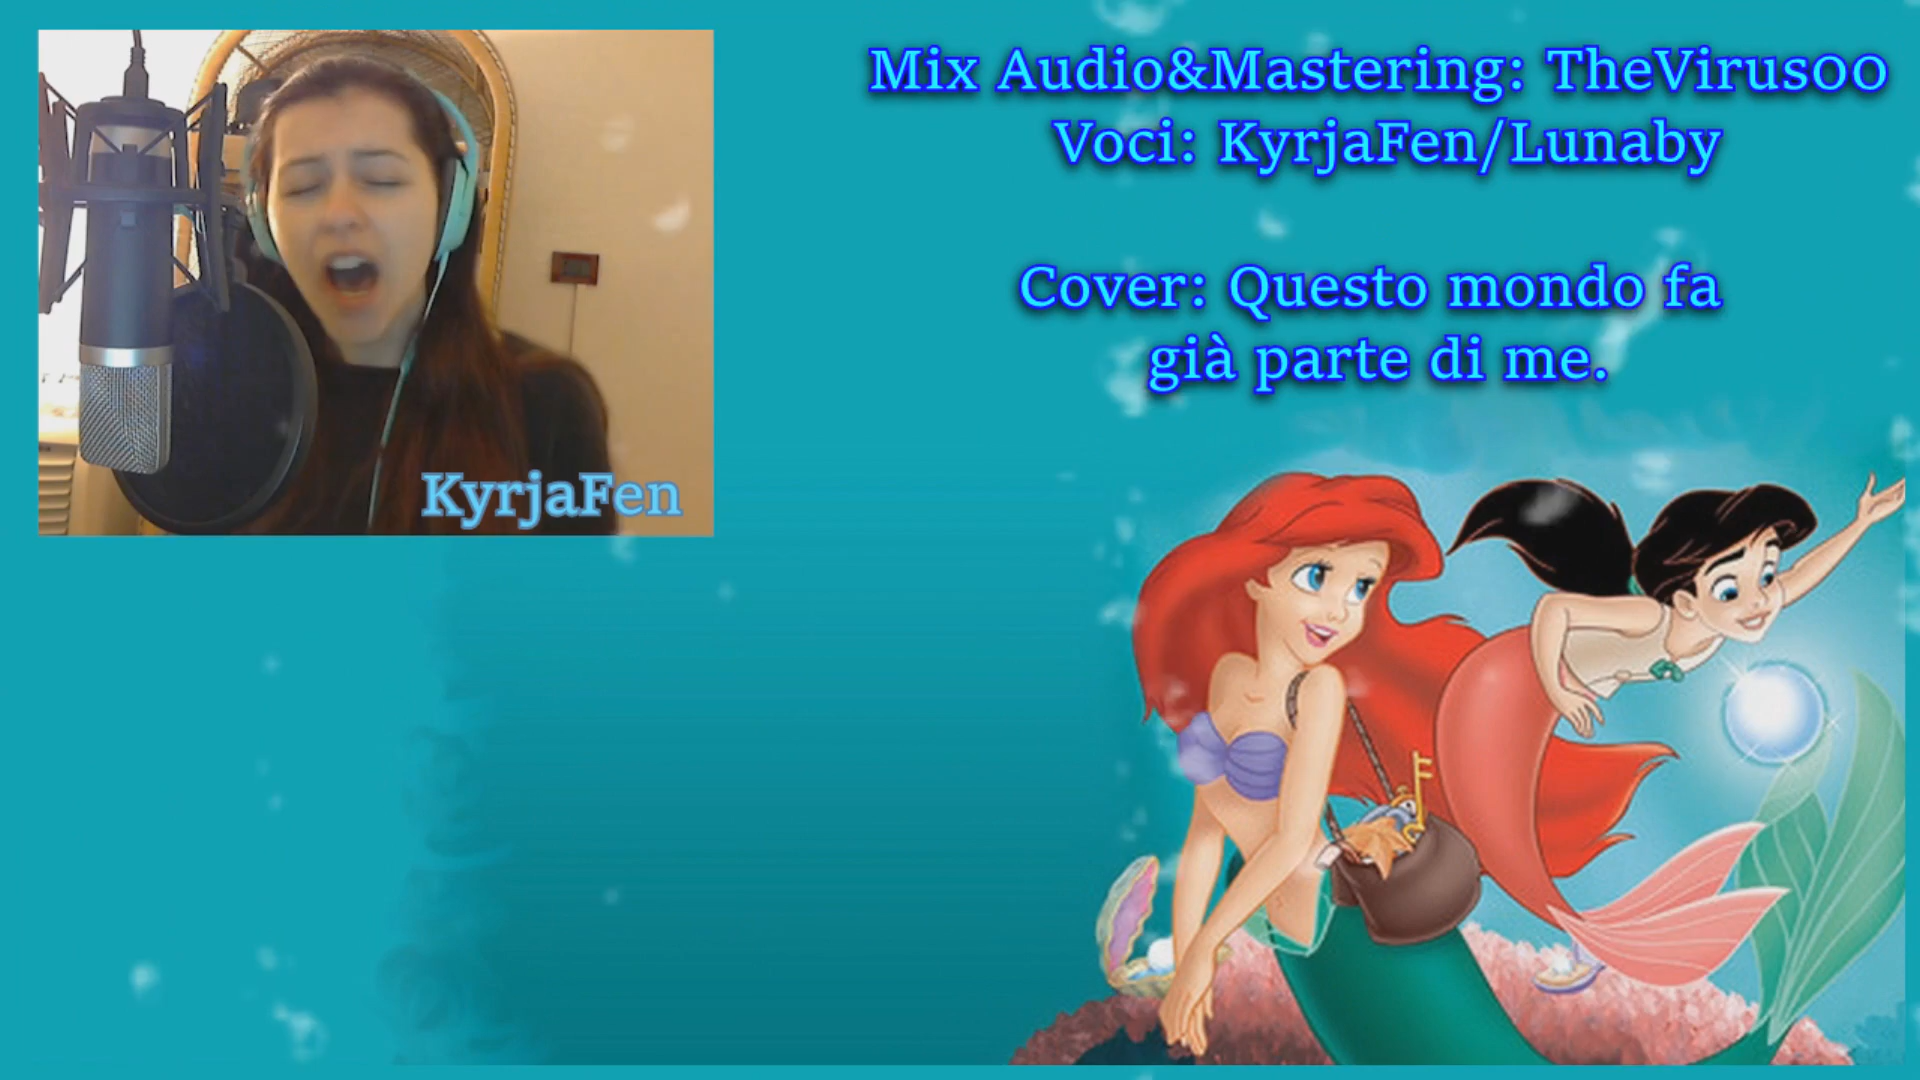 Mix Audio&Mastering: TheVirus00
Voci: KyrjaFen/Lunaby
Cover: Questo mondo fa
già parte di me.
KyrjaFen